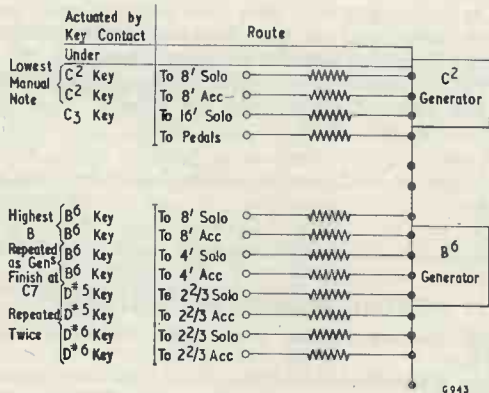 Actuated by
Key Contact Route
Under
Lowest Manual Note
C2 Key To 8' Solo
C2 Key To 8' Acc
C3 Key To 16' Solo
To Pedals
C2 Generator
Highest B
B6 Key To 8' Solo
B6 Key To 8' Acc
Repeated as Gens Finish at C7
B6 Key To 4' Solo
B6 Key To 4' Acc
D#5 Key To 2 2/3 Solo
Repeated Twice
D#5 Key To 2 2/3 Acc
D#6 Key To 2 2/3 Solo
D#6 Key To 2 2/3 Acc
B6 Generator
G943